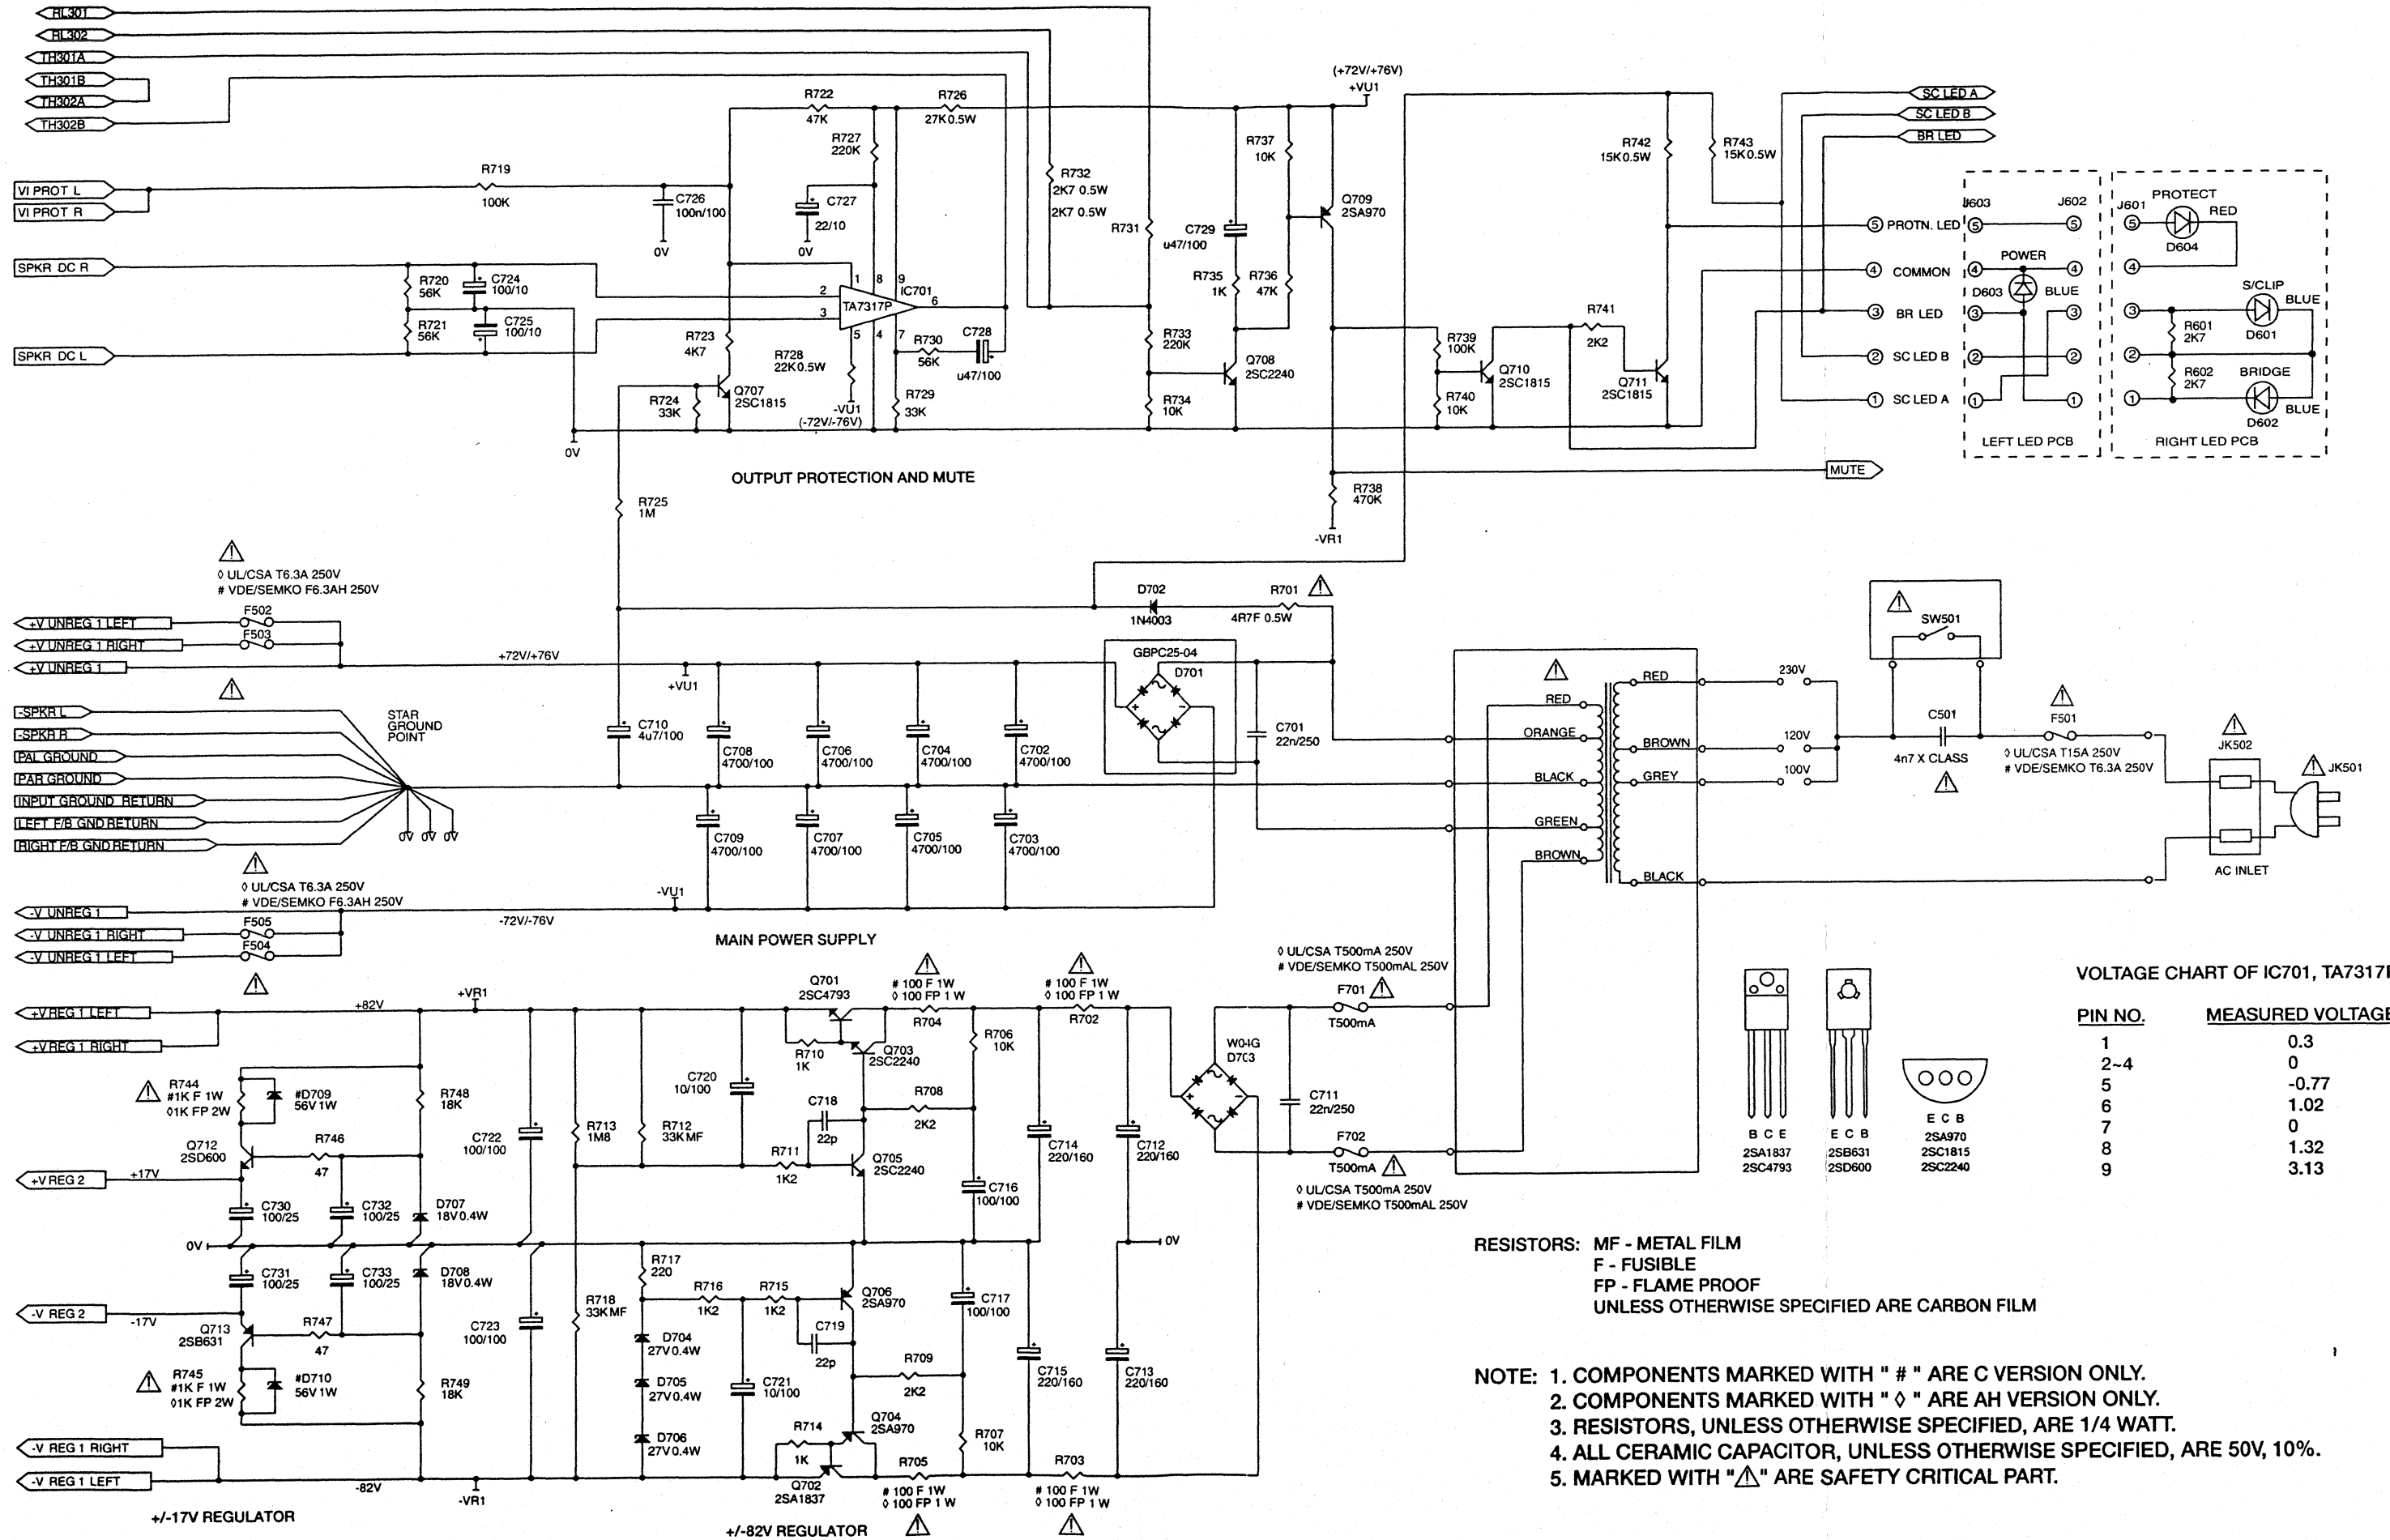 RL301
RL302
TH301A
TH301B
TH302A
TH302B
VI PROT L
VI PROT R
SPKR DC R
SPKR DC L
R719
100K
C726
100n/100
0V
R720
56K
R721
56K
C724
100/10
C725
100/10
0V
R722
47K
R727
220K
C727
22/10
0V
R726
27K 0.5W
1
8
9
IC701
2
3
TA7317P
6
5
4
7
R723
4K7
R724
33K
Q707
2SC1815
R728
22K 0.5W
-VU1
(-72V/-76V)
R730
56K
C728
u47/100
R729
33K
R732
2K7 0.5W
2K7 0.5W
R731
R733
220K
R734
10K
C729
u47/100
R735
1K
R736
47K
R737
10K
Q708
2SC2240
(+72V/+76V)
+VU1
Q709
2SA970
R739
100K
R740
10K
R738
470K
-VR1
Q710
2SC1815
R741
2K2
Q711
2SC1815
R742
15K 0.5W
R743
15K 0.5W
MUTE
SC LED A
SC LED B
BR LED
5 PROTN. LED
4 COMMON
3 BR LED
2 SC LED B
1 SC LED A
J603
J602
5
5
POWER
4
4
D603
BLUE
3
3
2
2
1
1
LEFT LED PCB
J601
PROTECT
5
RED
D604
4
S/CLIP
3
BLUE
R601
2K7
D601
2
R602
2K7
BRIDGE
1
BLUE
D602
RIGHT LED PCB
OUTPUT PROTECTION AND MUTE
R725
1M
◊ UL/CSA T6.3A 250V
# VDE/SEMKO F6.3AH 250V
F502
+V UNREG 1 LEFT
F503
+V UNREG 1 RIGHT
+V UNREG 1
+72V/+76V
+VU1
-SPKR L
-SPKR R
PAL GROUND
PAR GROUND
INPUT GROUND RETURN
LEFT F/B GND RETURN
RIGHT F/B GND RETURN
STAR
GROUND
POINT
0V 0V 0V
C710
4u7/100
C708
4700/100
C706
4700/100
C704
4700/100
C702
4700/100
C709
4700/100
C707
4700/100
C705
4700/100
C703
4700/100
D702
1N4003
R701
4R7F 0.5W
GBPC25-04
D701
C701
22n/250
RED
ORANGE
BLACK
GREEN
BROWN
RED
BROWN
GREY
BLACK
230V
120V
100V
SW501
C501
4n7 X CLASS
F501
◊ UL/CSA T15A 250V
# VDE/SEMKO T6.3A 250V
JK502
JK501
AC INLET
◊ UL/CSA T6.3A 250V
# VDE/SEMKO F6.3AH 250V
-V UNREG 1
F505
-V UNREG 1 RIGHT
F504
-V UNREG 1 LEFT
-VU1
-72V/-76V
MAIN POWER SUPPLY
+V REG 1 LEFT
+V REG 1 RIGHT
+82V
+VR1
R744
#1K F 1W
◊1K FP 2W
#D709
56V 1W
R748
18K
Q712
2SD600
R746
47
+V REG 2
+17V
C730
100/25
C732
100/25
D707
18V 0.4W
0V
C731
100/25
C733
100/25
D708
18V 0.4W
-V REG 2
-17V
Q713
2SB631
R747
47
R745
#1K F 1W
◊1K FP 2W
#D710
56V 1W
R749
18K
-V REG 1 RIGHT
-V REG 1 LEFT
-82V
-VR1
+/-17V REGULATOR
C722
100/100
C723
100/100
R713
1M8
R712
33K MF
R718
33K MF
C720
10/100
Q701
2SC4793
R710
1K
Q703
2SC2240
C718
22p
R711
1K2
Q705
2SC2240
# 100 F 1W
◊ 100 FP 1 W
R704
R706
10K
R708
2K2
C716
100/100
# 100 F 1W
◊ 100 FP 1 W
R702
C714
220/160
C712
220/160
0V
R717
220
R716
1K2
R715
1K2
Q706
2SA970
C719
22p
D704
27V 0.4W
D705
27V 0.4W
D706
27V 0.4W
C721
10/100
R714
1K
Q704
2SA970
Q702
2SA1837
R709
2K2
C717
100/100
R707
10K
R705
# 100 F 1W
◊ 100 FP 1 W
C715
220/160
C713
220/160
R703
# 100 F 1W
◊ 100 FP 1 W
+/-82V REGULATOR
◊ UL/CSA T500mA 250V
# VDE/SEMKO T500mAL 250V
F701
T500mA
W04G
D703
C711
22n/250
F702
T500mA
◊ UL/CSA T500mA 250V
# VDE/SEMKO T500mAL 250V
B C E
2SA1837
2SC4793
E C B
2SB631
2SD600
E C B
2SA970
2SC1815
2SC2240
VOLTAGE CHART OF IC701, TA7317P
PIN NO. MEASURED VOLTAGE
1 0.3
2~4 0
5 -0.77
6 1.02
7 0
8 1.32
9 3.13
RESISTORS: MF - METAL FILM
F - FUSIBLE
FP - FLAME PROOF
UNLESS OTHERWISE SPECIFIED ARE CARBON FILM
NOTE: 1. COMPONENTS MARKED WITH " # " ARE C VERSION ONLY.
2. COMPONENTS MARKED WITH " ◊ " ARE AH VERSION ONLY.
3. RESISTORS, UNLESS OTHERWISE SPECIFIED, ARE 1/4 WATT.
4. ALL CERAMIC CAPACITOR, UNLESS OTHERWISE SPECIFIED, ARE 50V, 10%.
5. MARKED WITH "⚠" ARE SAFETY CRITICAL PART.